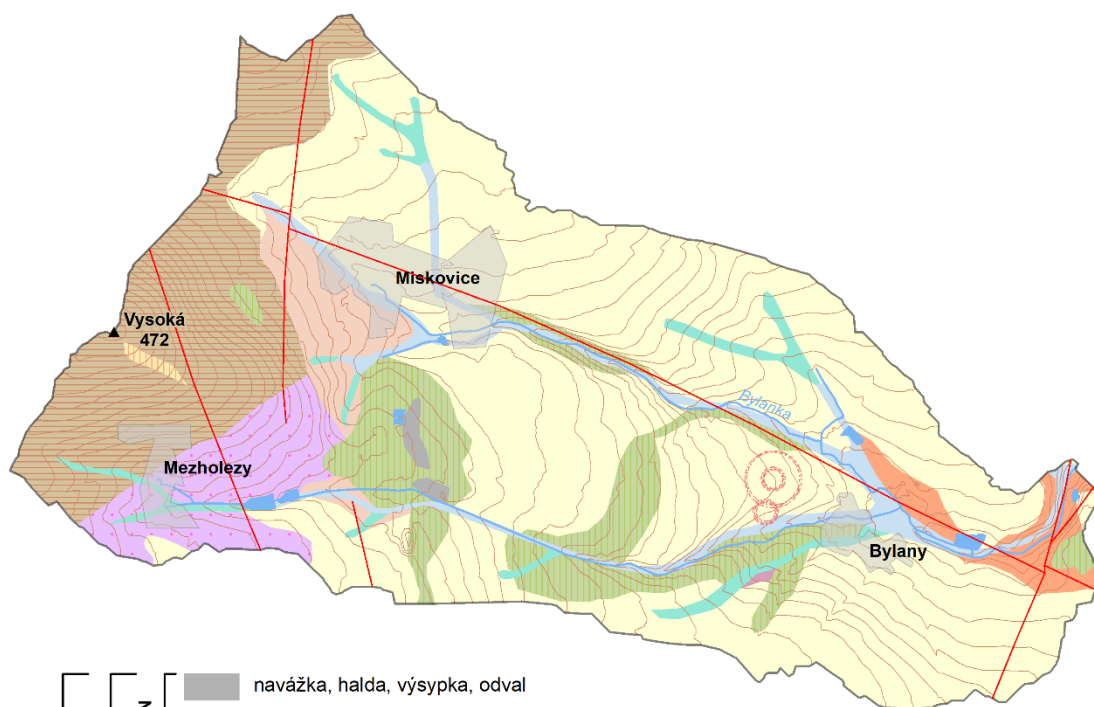 Miskovice
Vysoká
472
Bylanka
Mezholezy
Bylany
navážka, halda, výsypka, odval